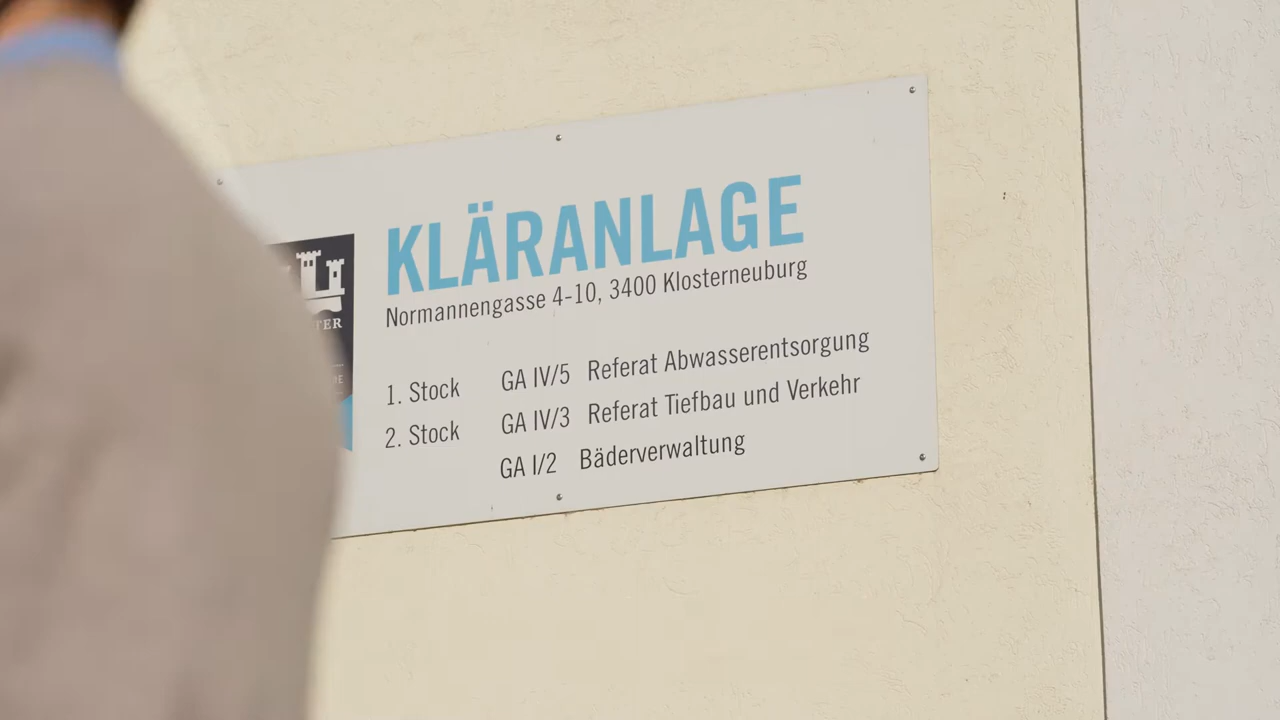 KLÄRANLAGE
Normannengasse 4-10, 3400 Klosterneuburg
1. Stock GA IV/5 Referat Abwasserentsorgung
2. Stock GA IV/3 Referat Tiefbau und Verkehr
GA I/2 Bäderverwaltung